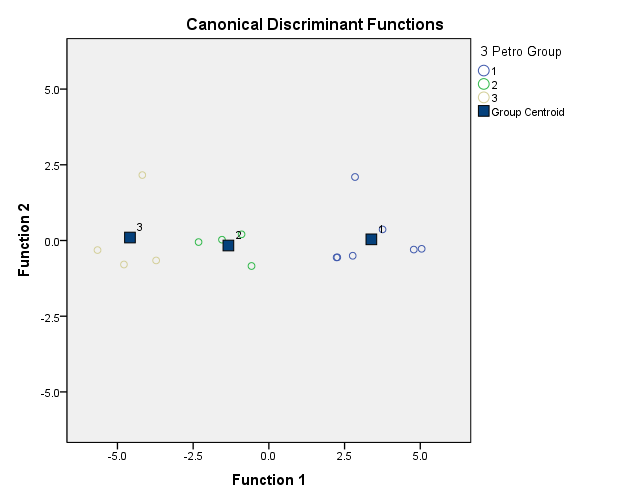 Canonical Discriminant Functions
3 Petro Group
1
2
3
Group Centroid
Function 2
5.0
2.5
0.0
-2.5
-5.0
3
2
1
-5.0 -2.5 0.0 2.5 5.0
Function 1